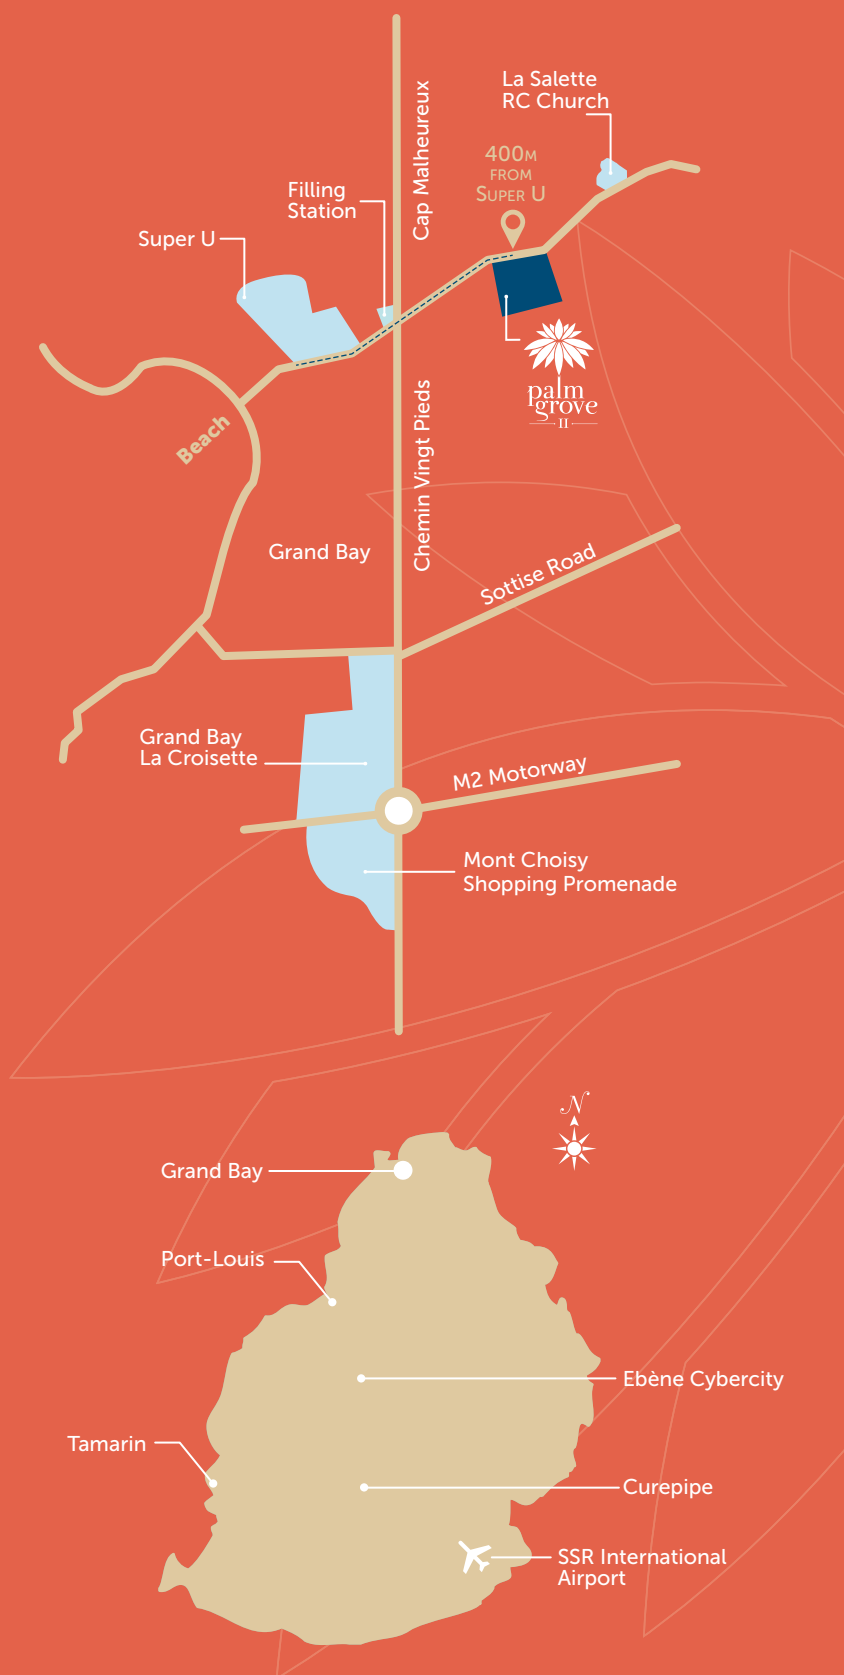 La Salette
RC Church
Cap Malheureux
400M
FROM
SUPER U
Filling
Station
Super U
palm
grove
II
Beach
Chemin Vingt Pieds
Grand Bay
Sottise Road
Grand Bay
La Croisette
M2 Motorway
Mont Choisy
Shopping Promenade
N
Grand Bay
Port-Louis
Ebène Cybercity
Tamarin
Curepipe
SSR International
Airport